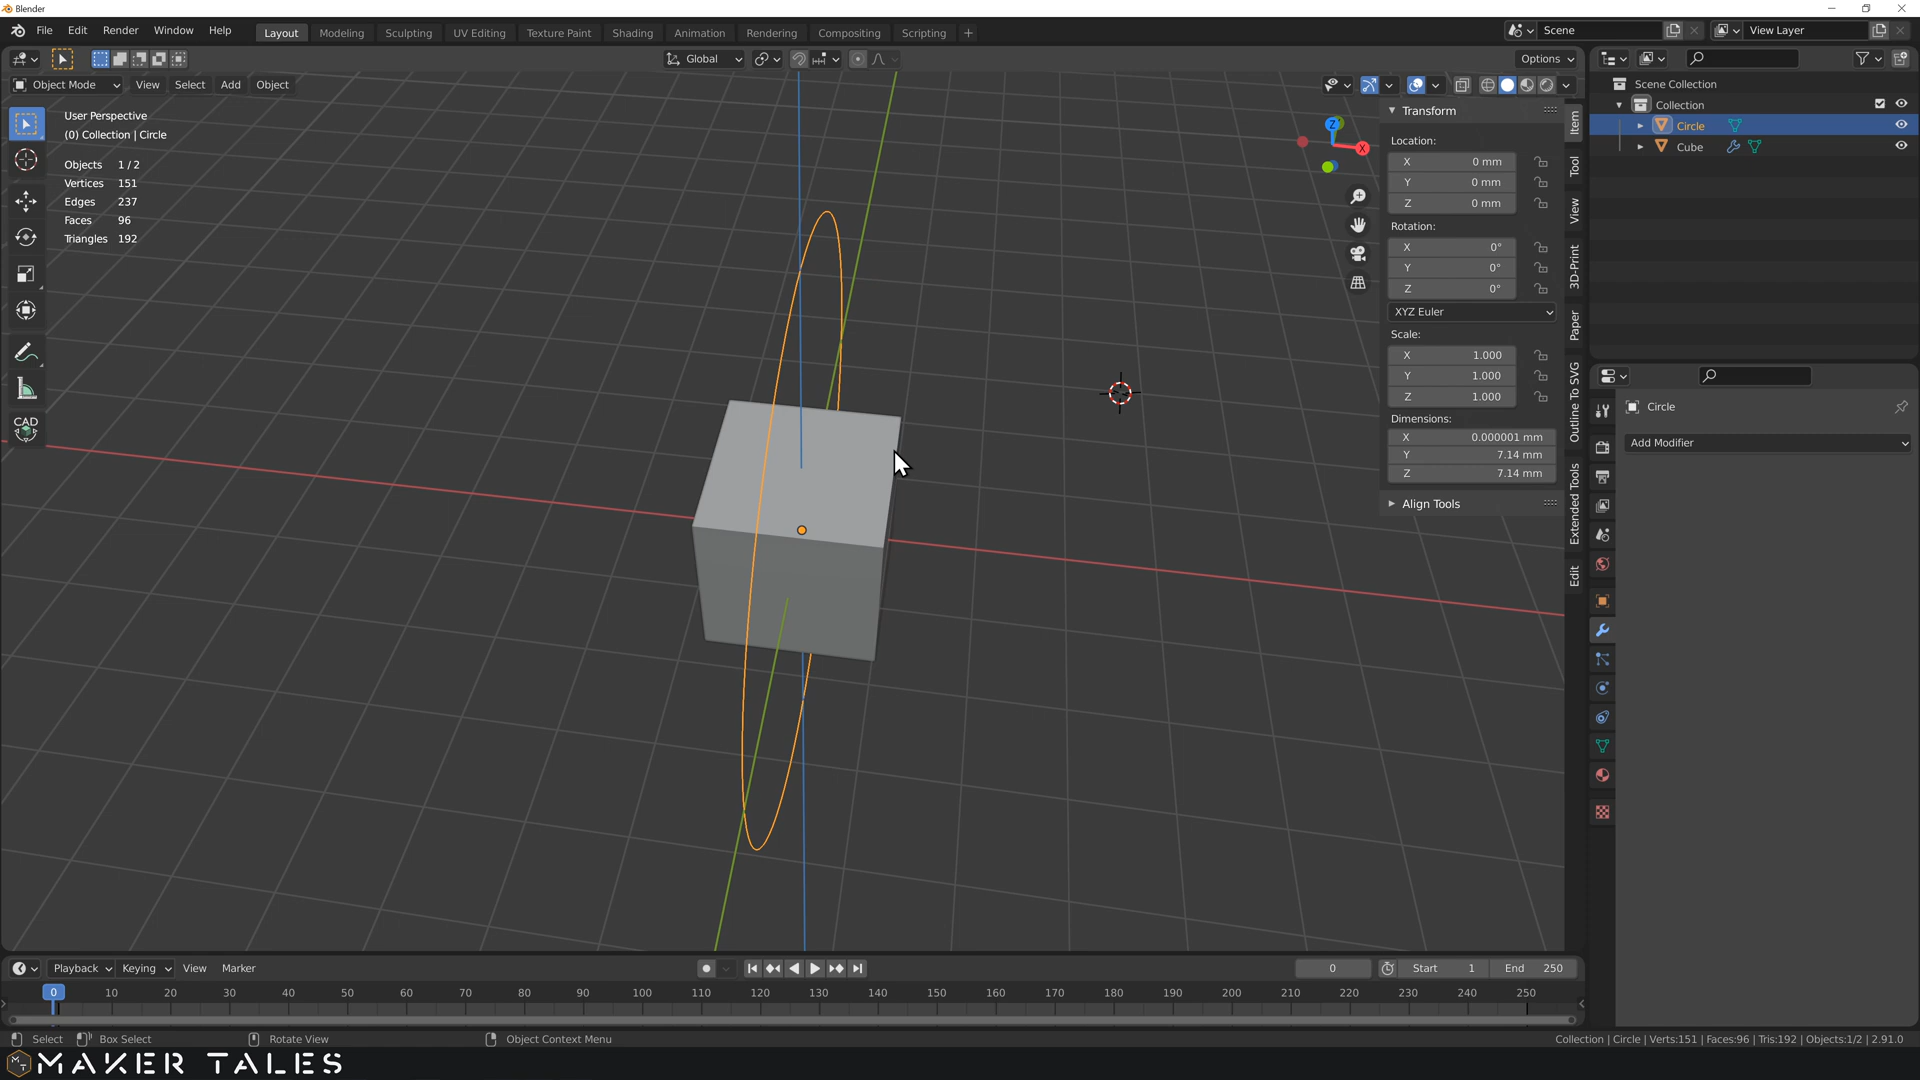 Blender
File Edit Render Window Help
Layout Modeling Sculpting UV Editing Texture Paint Shading Animation Rendering Compositing Scripting +
Scene
View Layer
Global
Options
Object Mode View Select Add Object
User Perspective
(0) Collection | Circle
Objects 1 / 2
Vertices 151
Edges 237
Faces 96
Triangles 192
CAD
Z
X
Transform
Location:
X 0 mm
Y 0 mm
Z 0 mm
Rotation:
X 0°
Y 0°
Z 0°
XYZ Euler
Scale:
X 1.000
Y 1.000
Z 1.000
Dimensions:
X 0.000001 mm
Y 7.14 mm
Z 7.14 mm
Align Tools
Item
Tool
View
3D-Print
Paper
Outline To SVG
Extended Tools
Edit
Scene Collection
Collection
Circle
Cube
Circle
Add Modifier
Playback Keying View Marker
0 Start 1 End 250
0 10 20 30 40 50 60 70 80 90 100 110 120 130 140 150 160 170 180 190 200 210 220 230 240 250
Select Box Select Rotate View Object Context Menu
Collection | Circle | Verts:151 | Faces:96 | Tris:192 | Objects:1/2 | 2.91.0
MAKER TALES